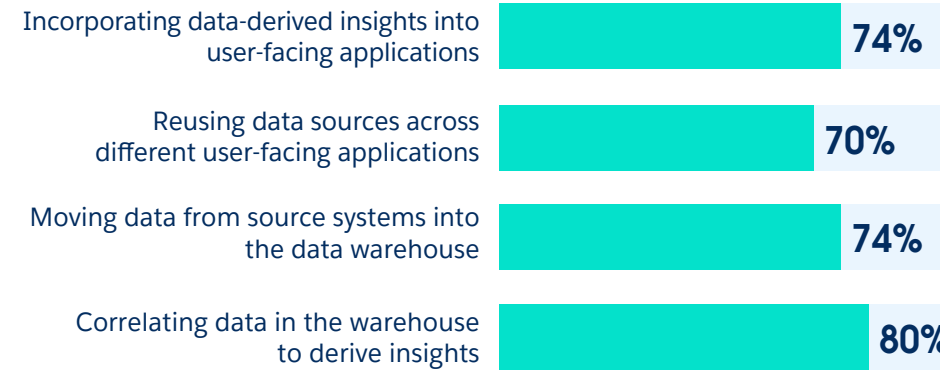 Incorporating data-derived insights into
user-facing applications
74%
Reusing data sources across
different user-facing applications
70%
Moving data from source systems into
the data warehouse
74%
Correlating data in the warehouse
to derive insights
80%